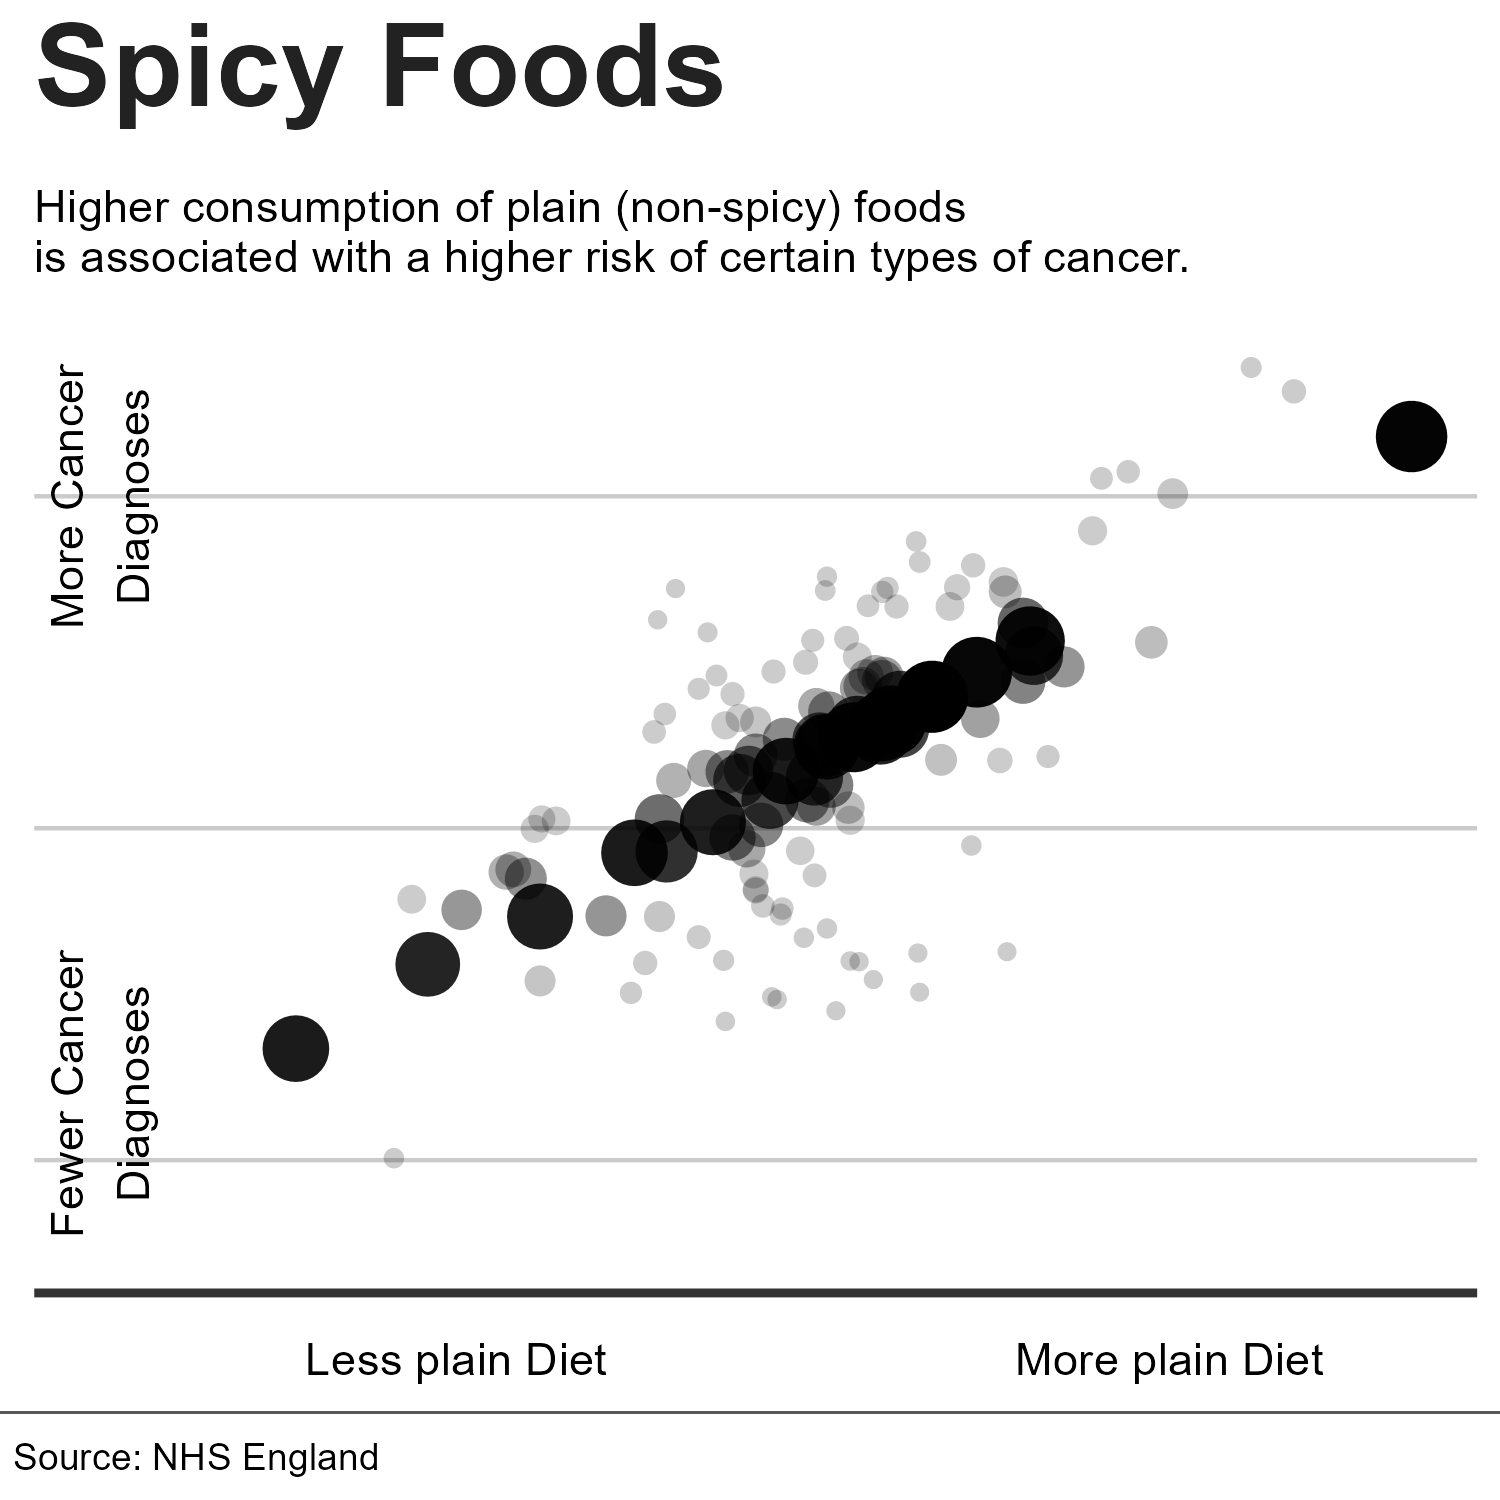 Spicy Foods
Higher consumption of plain (non-spicy) foods
is associated with a higher risk of certain types of cancer.
More Cancer
Diagnoses
Fewer Cancer
Diagnoses
Less plain Diet
More plain Diet
Source: NHS England